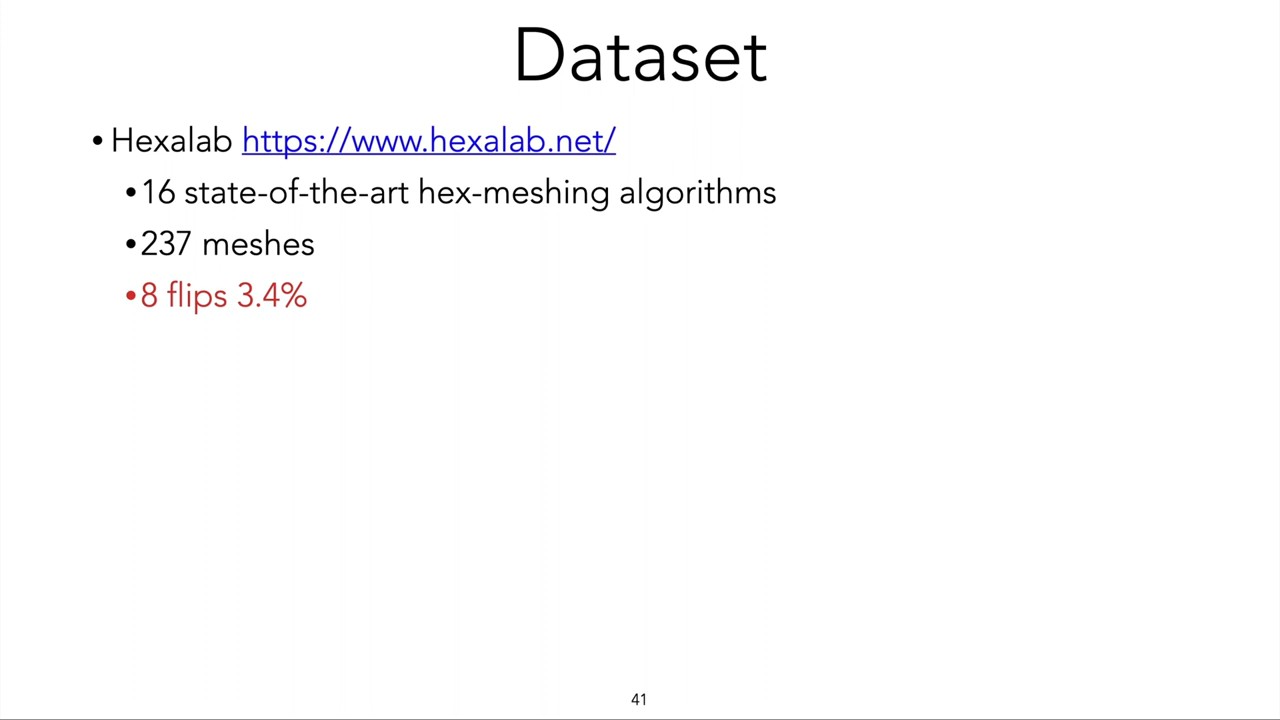 Dataset
• Hexalab https://www.hexalab.net/
•16 state-of-the-art hex-meshing algorithms
•237 meshes
•8 flips 3.4%
41